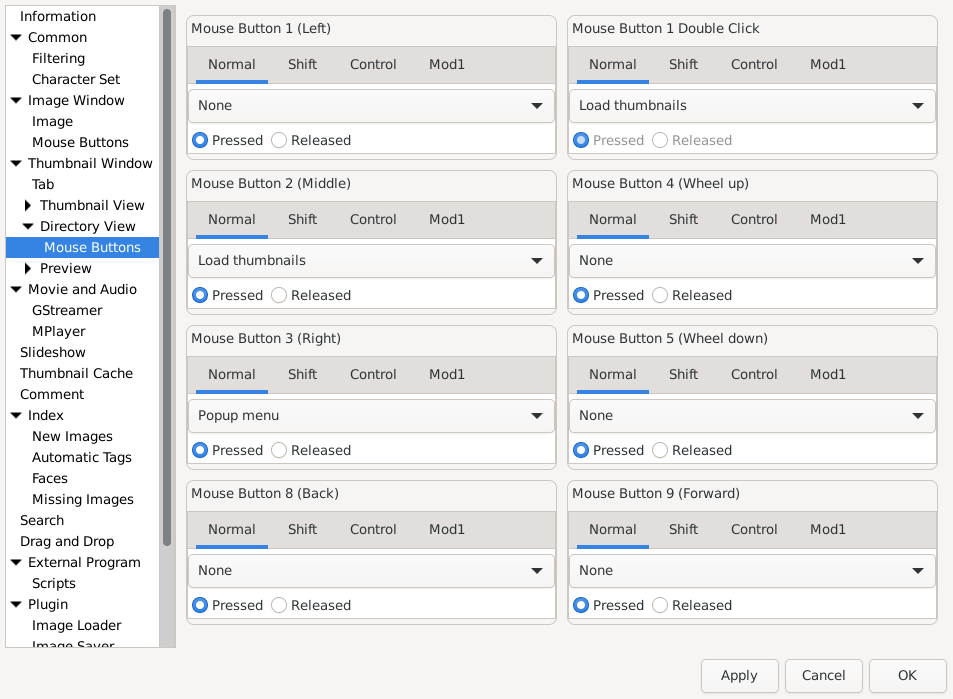 Information
Common
Filtering
Character Set
Image Window
Image
Mouse Buttons
Thumbnail Window
Tab
Thumbnail View
Directory View
Mouse Buttons
Preview
Movie and Audio
GStreamer
MPlayer
Slideshow
Thumbnail Cache
Comment
Index
New Images
Automatic Tags
Faces
Missing Images
Search
Drag and Drop
External Program
Scripts
Plugin
Image Loader
Image Saver
Mouse Button 1 (Left)
Normal Shift Control Mod1
None
Pressed Released
Mouse Button 1 Double Click
Normal Shift Control Mod1
Load thumbnails
Pressed Released
Mouse Button 2 (Middle)
Normal Shift Control Mod1
Load thumbnails
Pressed Released
Mouse Button 4 (Wheel up)
Normal Shift Control Mod1
None
Pressed Released
Mouse Button 3 (Right)
Normal Shift Control Mod1
Popup menu
Pressed Released
Mouse Button 5 (Wheel down)
Normal Shift Control Mod1
None
Pressed Released
Mouse Button 8 (Back)
Normal Shift Control Mod1
None
Pressed Released
Mouse Button 9 (Forward)
Normal Shift Control Mod1
None
Pressed Released
Apply Cancel OK